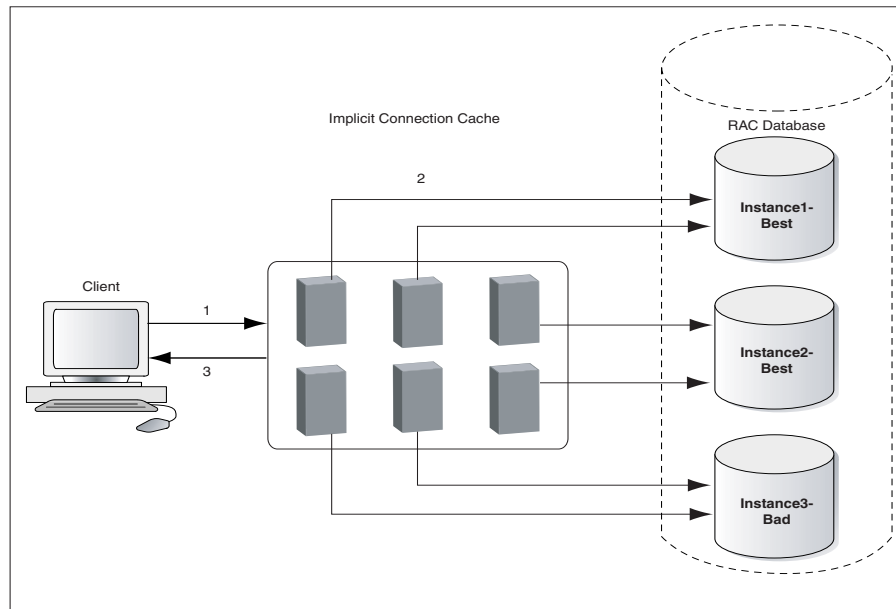 Implicit Connection Cache
RAC Database
2
Instance1-
Best
Client
1
3
Instance2-
Best
Instance3-
Bad